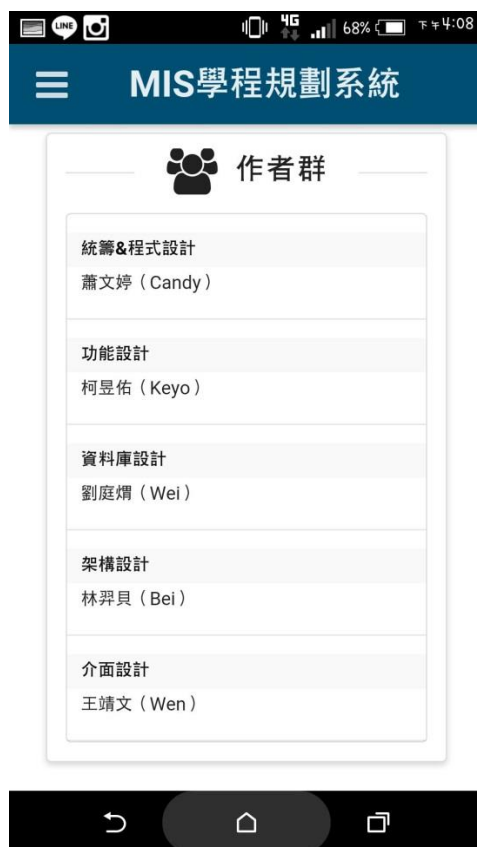 LINE
4G
68%
下午4:08
MIS學程規劃系統
作者群
統籌&程式設計
蕭文婷（Candy）
功能設計
柯昱佑（Keyo）
資料庫設計
劉庭煟（Wei）
架構設計
林羿貝（Bei）
介面設計
王靖文（Wen）